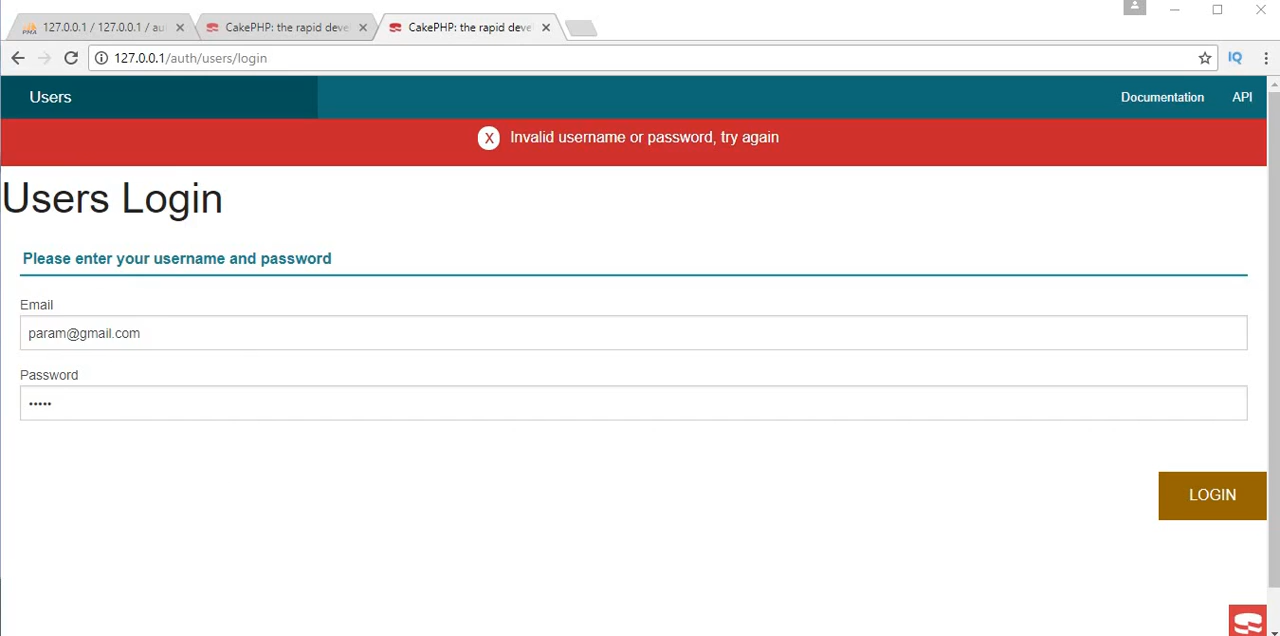 127.0.0.1 / 127.0.0.1 / au
CakePHP: the rapid deve
CakePHP: the rapid deve
127.0.0.1/auth/users/login
IQ
Users
Documentation
API
X Invalid username or password, try again
Users Login
Please enter your username and password
Email
param@gmail.com
Password
•••••
LOGIN